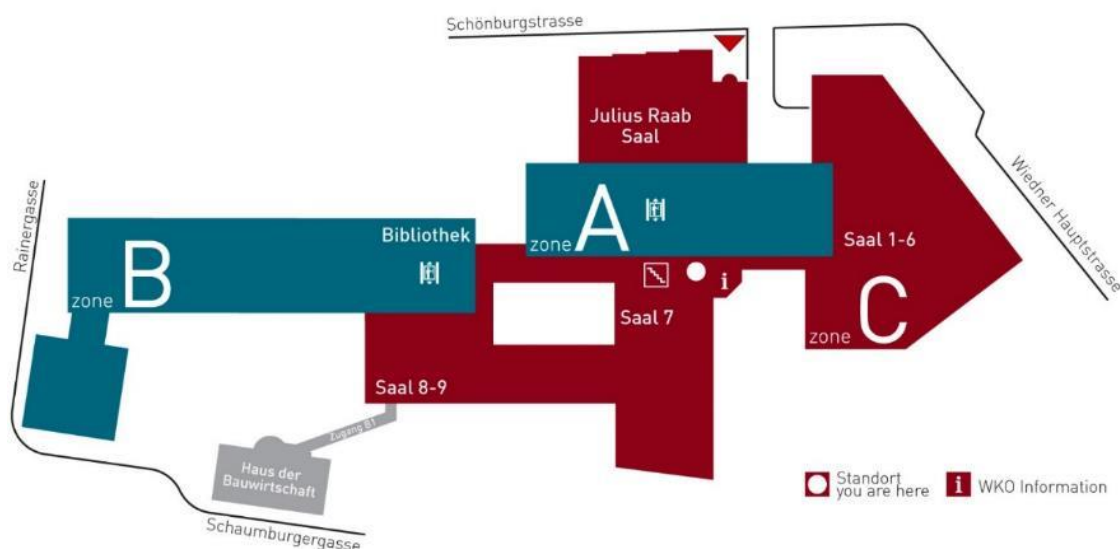 Schönburgstrasse
Julius Raab
Saal
Wiedner Hauptstrasse
Rainergasse
zone A
Bibliothek
zone B
Saal 1-6
zone C
i
Saal 7
Saal 8-9
Zugang B1
Haus der
Bauwirtschaft
Schaumburgergasse
Standort
you are here
i WKO Information